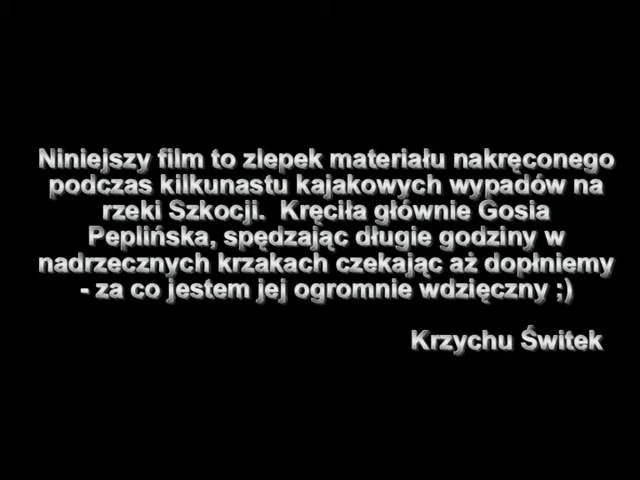 Niniejszy film to zlepek materiału nakręconego
podczas kilkunastu kajakowych wypadów na
rzeki Szkocji. Kręciła głównie Gosia
Peplińska, spędzając długie godziny w
nadrzecznych krzakach czekając aż dopłniemy
- za co jestem jej ogromnie wdzięczny ;)
Krzychu Świtek